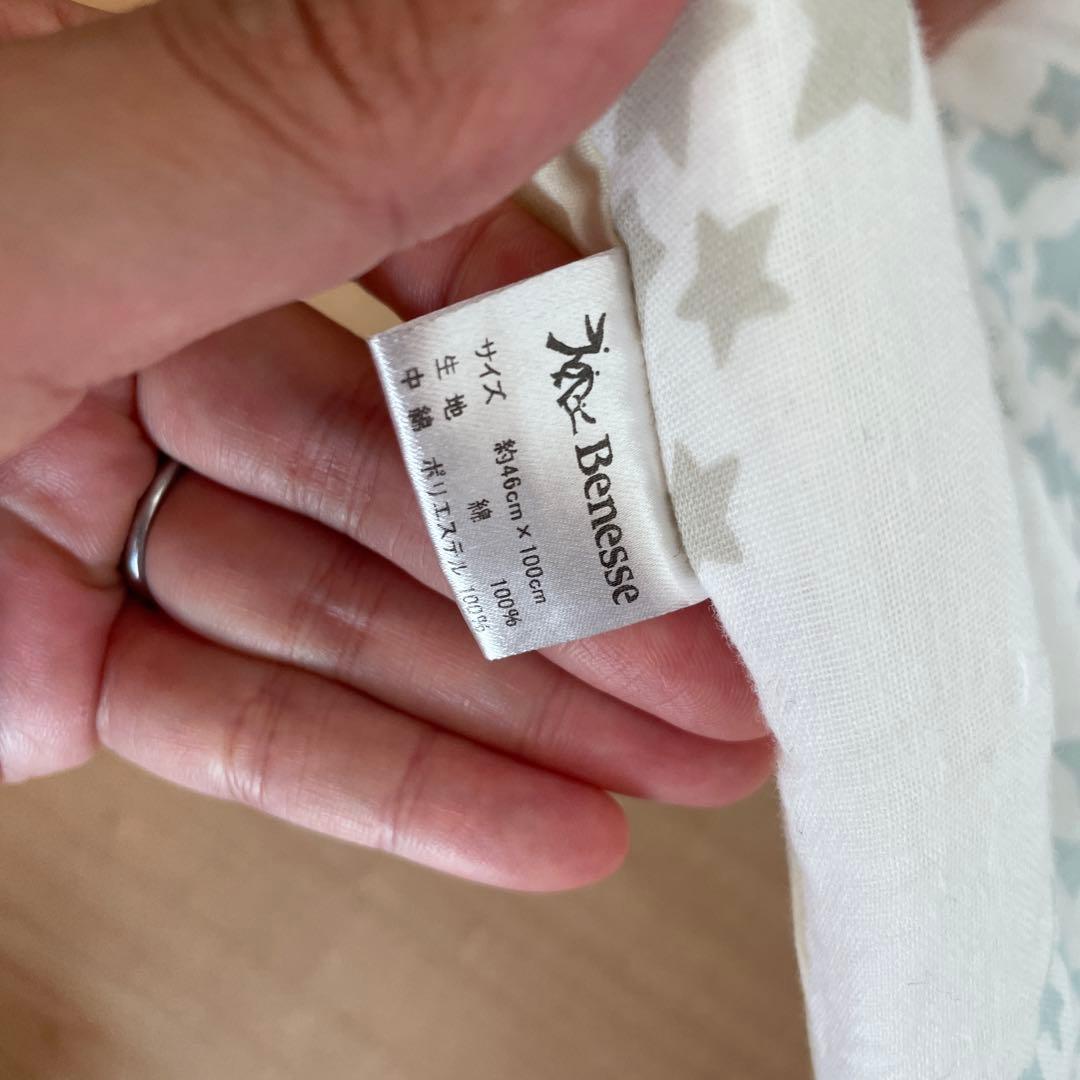 Benesse
サイズ 約46cm×100cm
生地 綿 100%
中綿 ポリエステル 100%